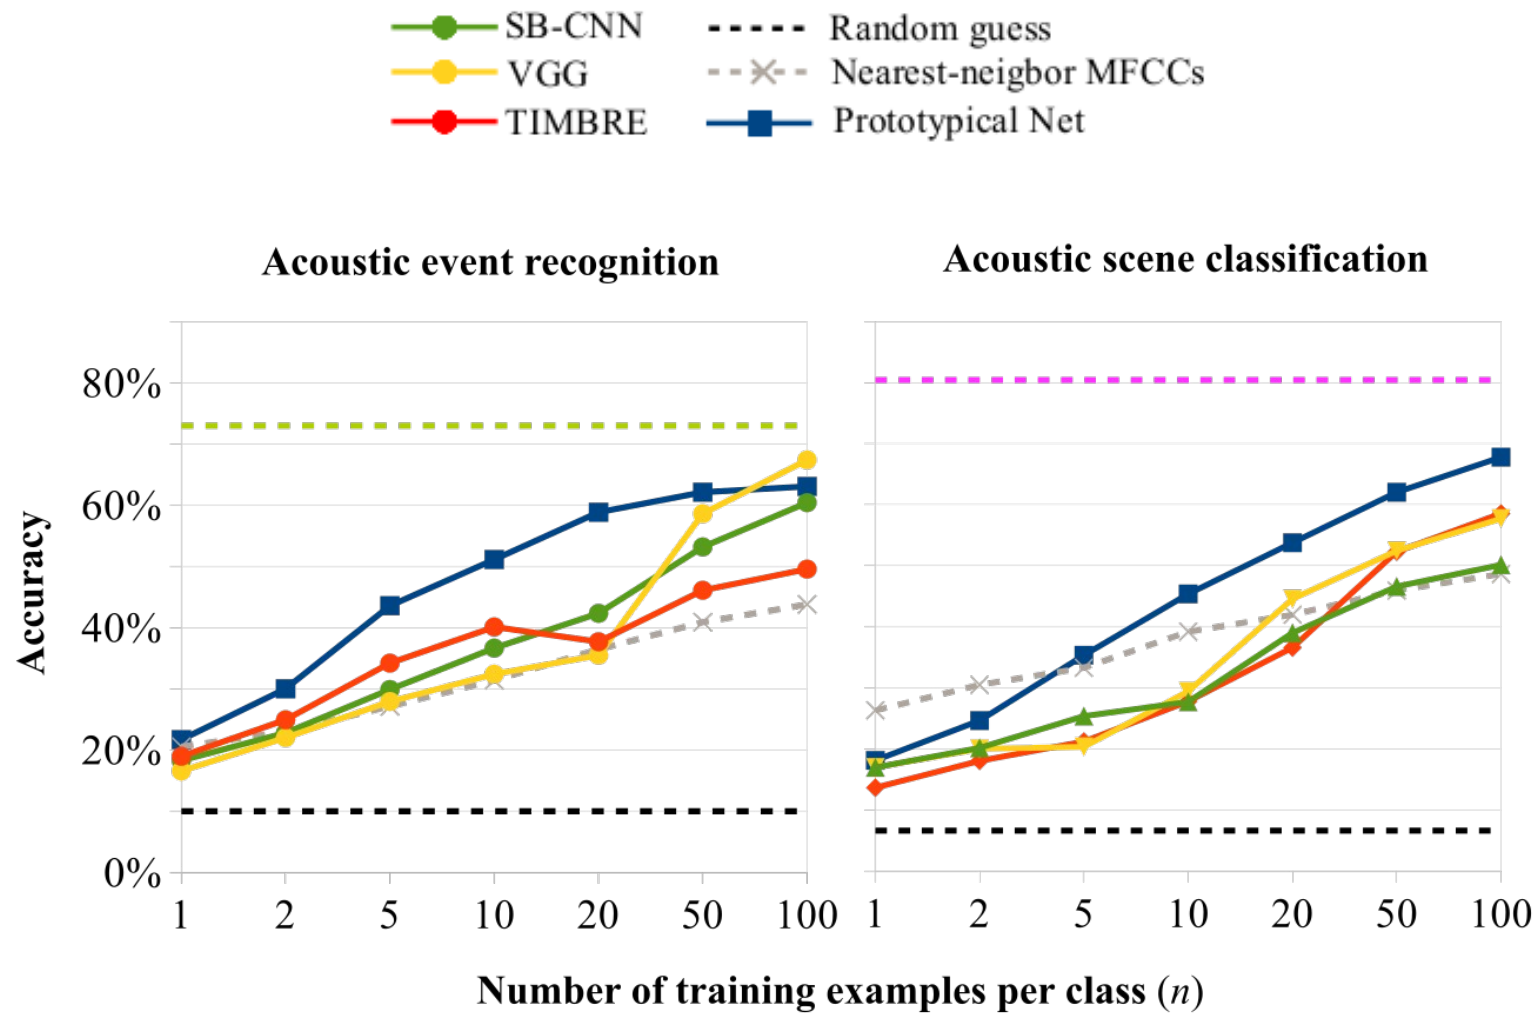 SB-CNN
Random guess
VGG
Nearest-neigbor MFCCs
TIMBRE
Prototypical Net
Acoustic event recognition
Acoustic scene classification
Accuracy
80%
60%
40%
20%
0%
1 2 5 10 20 50 100
1 2 5 10 20 50 100
Number of training examples per class (n)